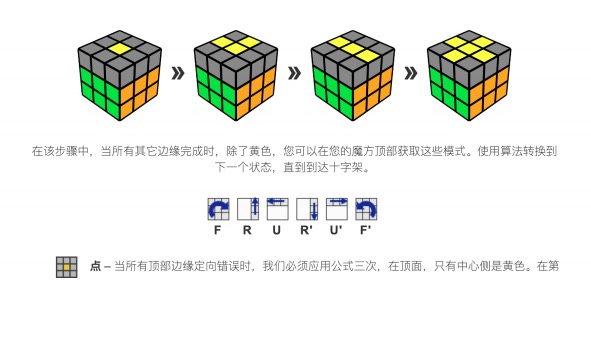 在该步骤中，当所有其它边缘完成时，除了黄色，您可以在您的魔方顶部获取这些模式。使用算法转换到
下一个状态，直到到达十字架。
F R U R' U' F'
点 – 当所有顶部边缘定向错误时，我们必须应用公式三次，在顶面，只有中心侧是黄色。在第